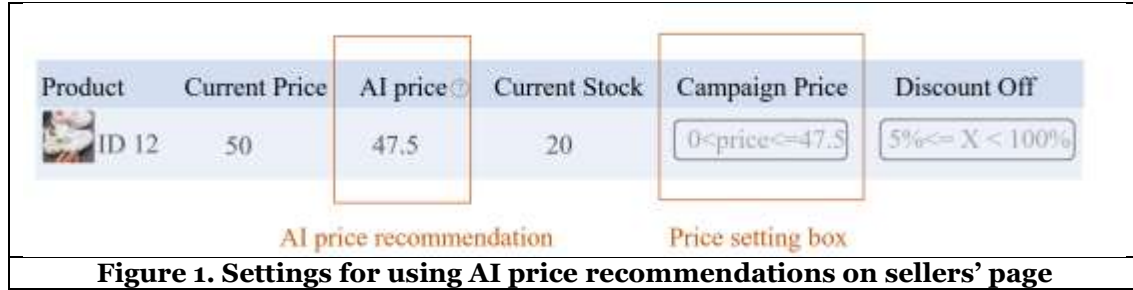 Product Current Price AI price? Current Stock Campaign Price Discount Off
ID 12 50 47.5 20 0<price<=47.5 5%<= X < 100%
AI price recommendation Price setting box
Figure 1. Settings for using AI price recommendations on sellers’ page